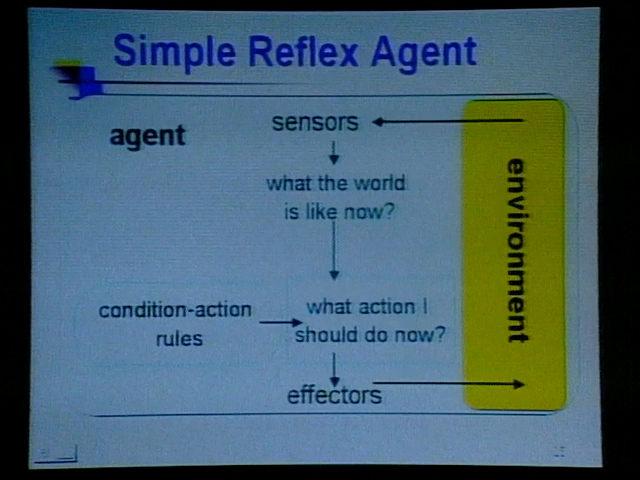 Simple Reflex Agent
agent
sensors
what the world
is like now?
condition-action
rules
what action I
should do now?
effectors
environment